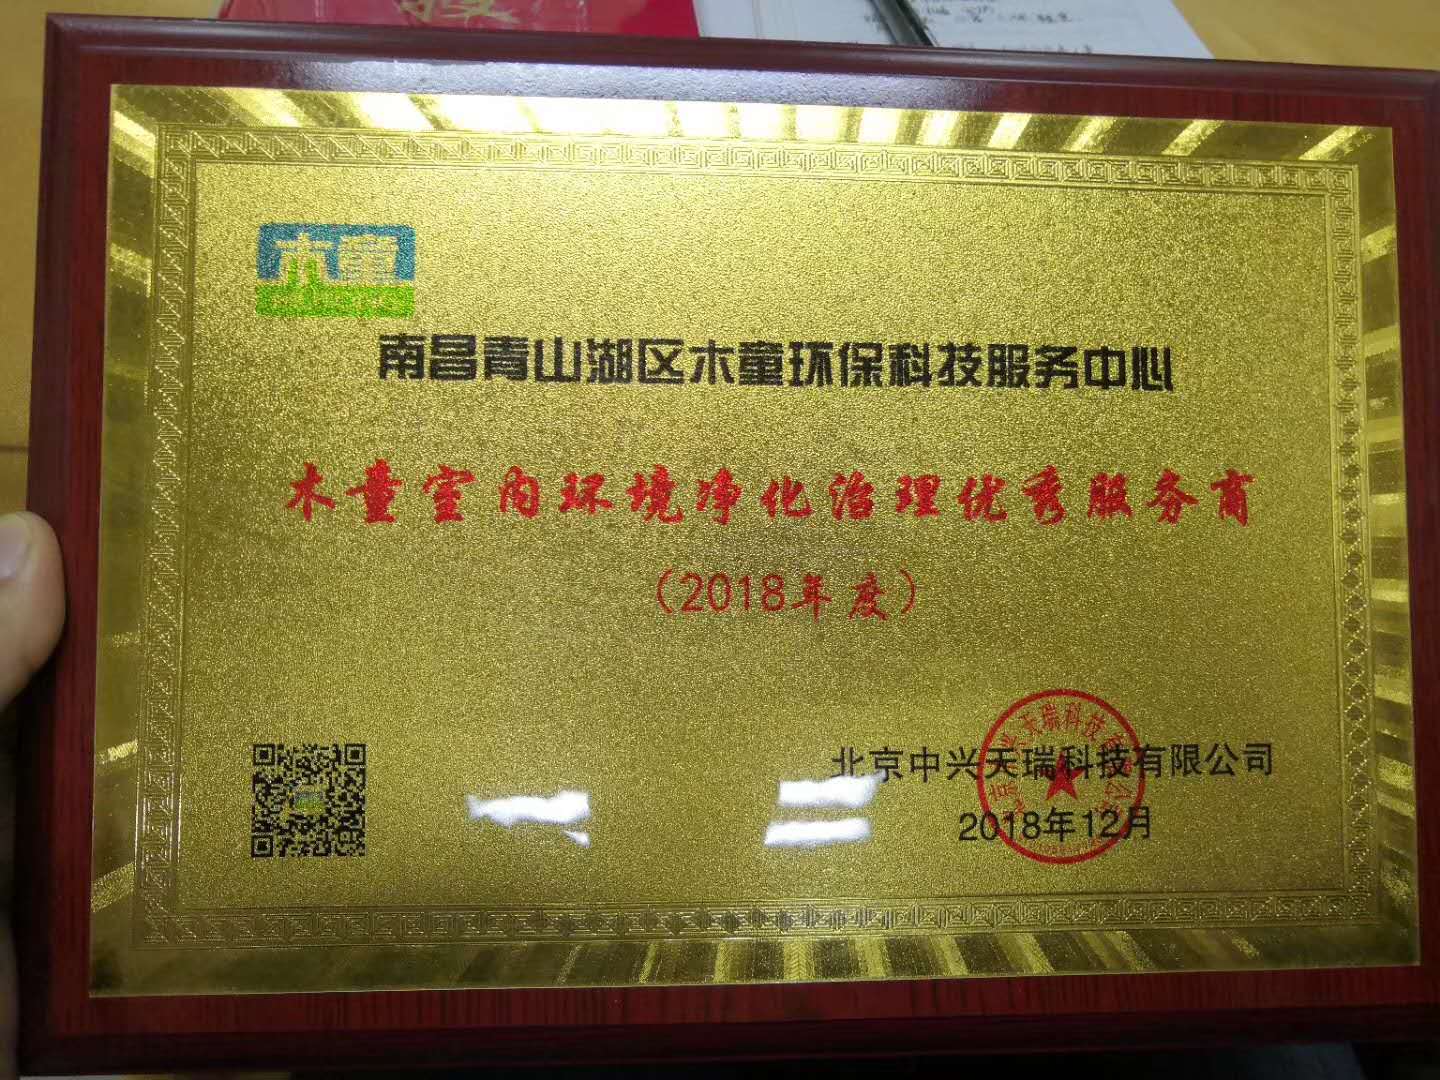 木童
南昌青山湖区木童环保科技服务中心
木童室内环境净化治理优秀服务商
(2018年度)
北京中兴天瑞科技有限公司
2018年12月